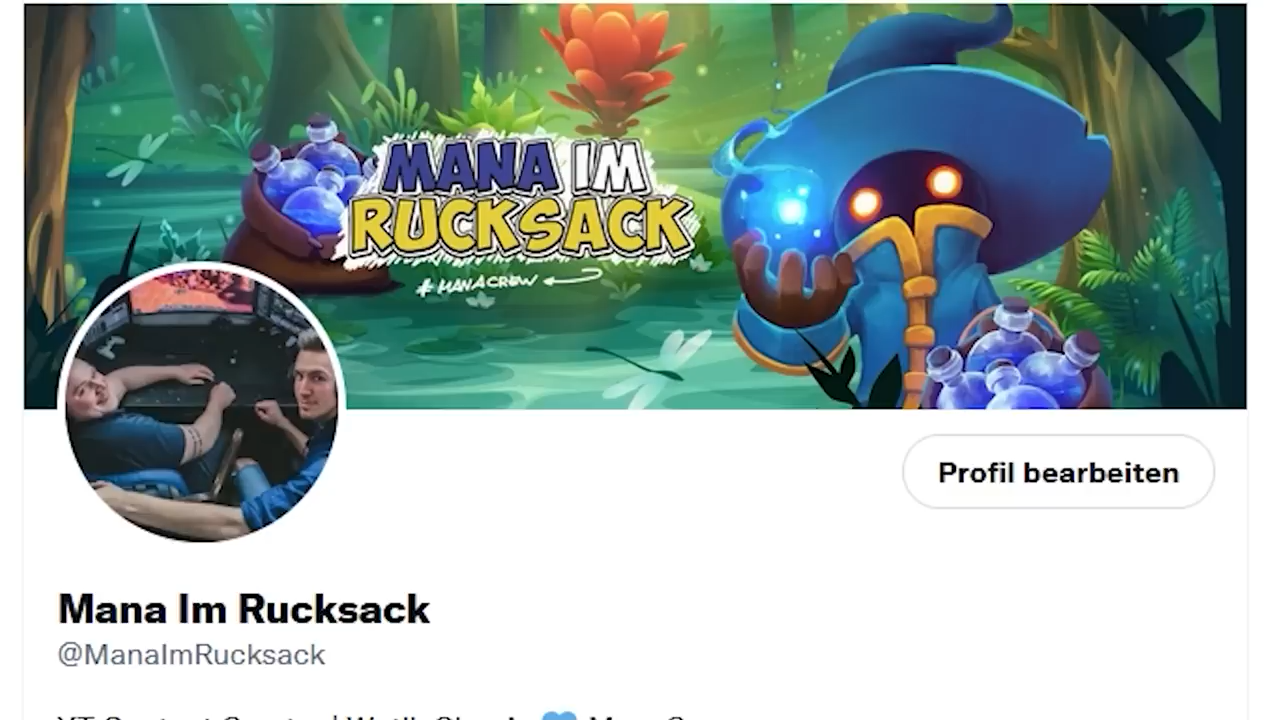 MANA IM
RUCKSACK
# MANACREW
Profil bearbeiten
Mana Im Rucksack
@ManaImRucksack